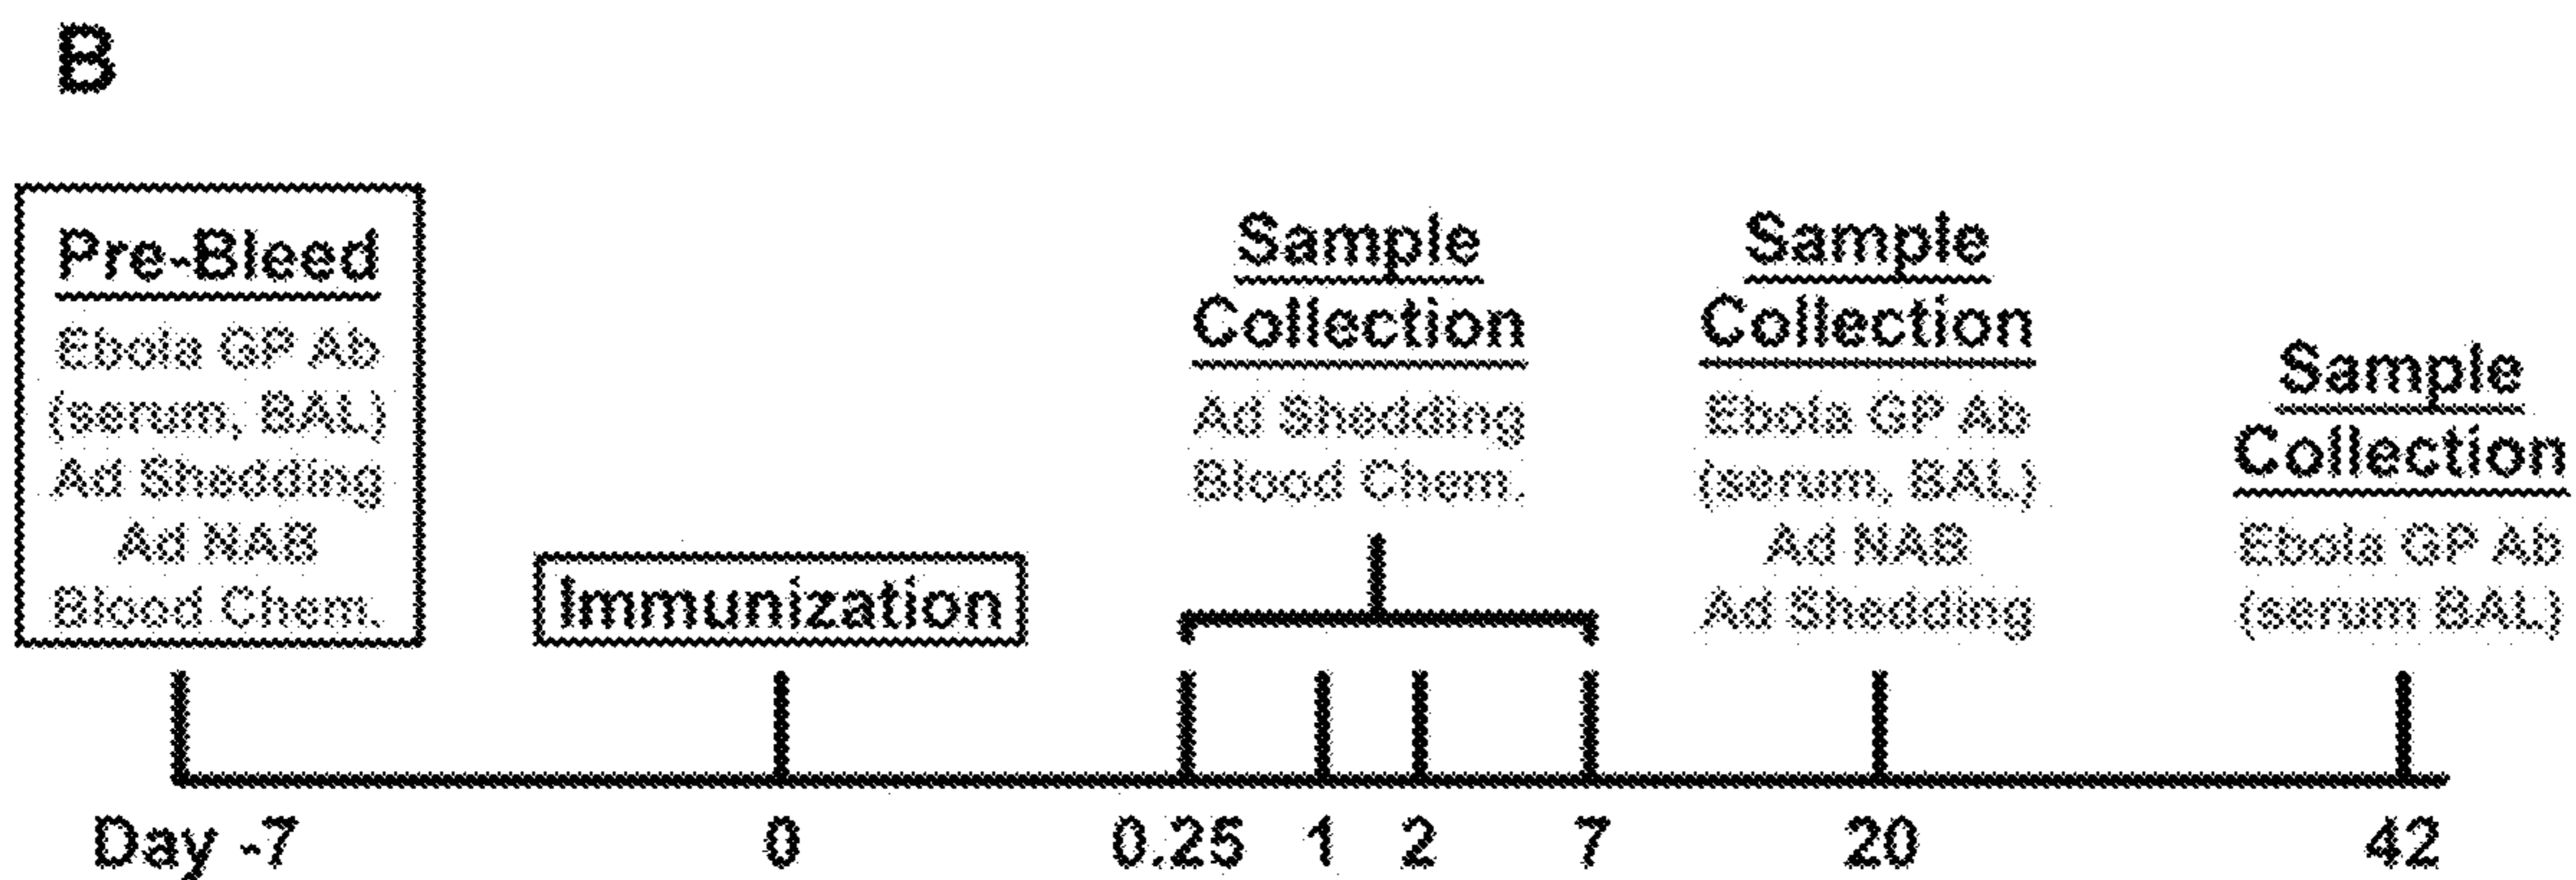 B
Pre-Bleed
Ebola GP Ab
(serum, BAL)
Ad Shedding
Ad NAB
Blood Chem.
Immunization
Sample
Collection
Ad Shedding
Blood Chem.
Sample
Collection
Ebola GP Ab
(serum, BAL)
Ad NAB
Ad Shedding
Sample
Collection
Ebola GP Ab
(serum BAL)
Day -7 0 0.25 1 2 7 20 42